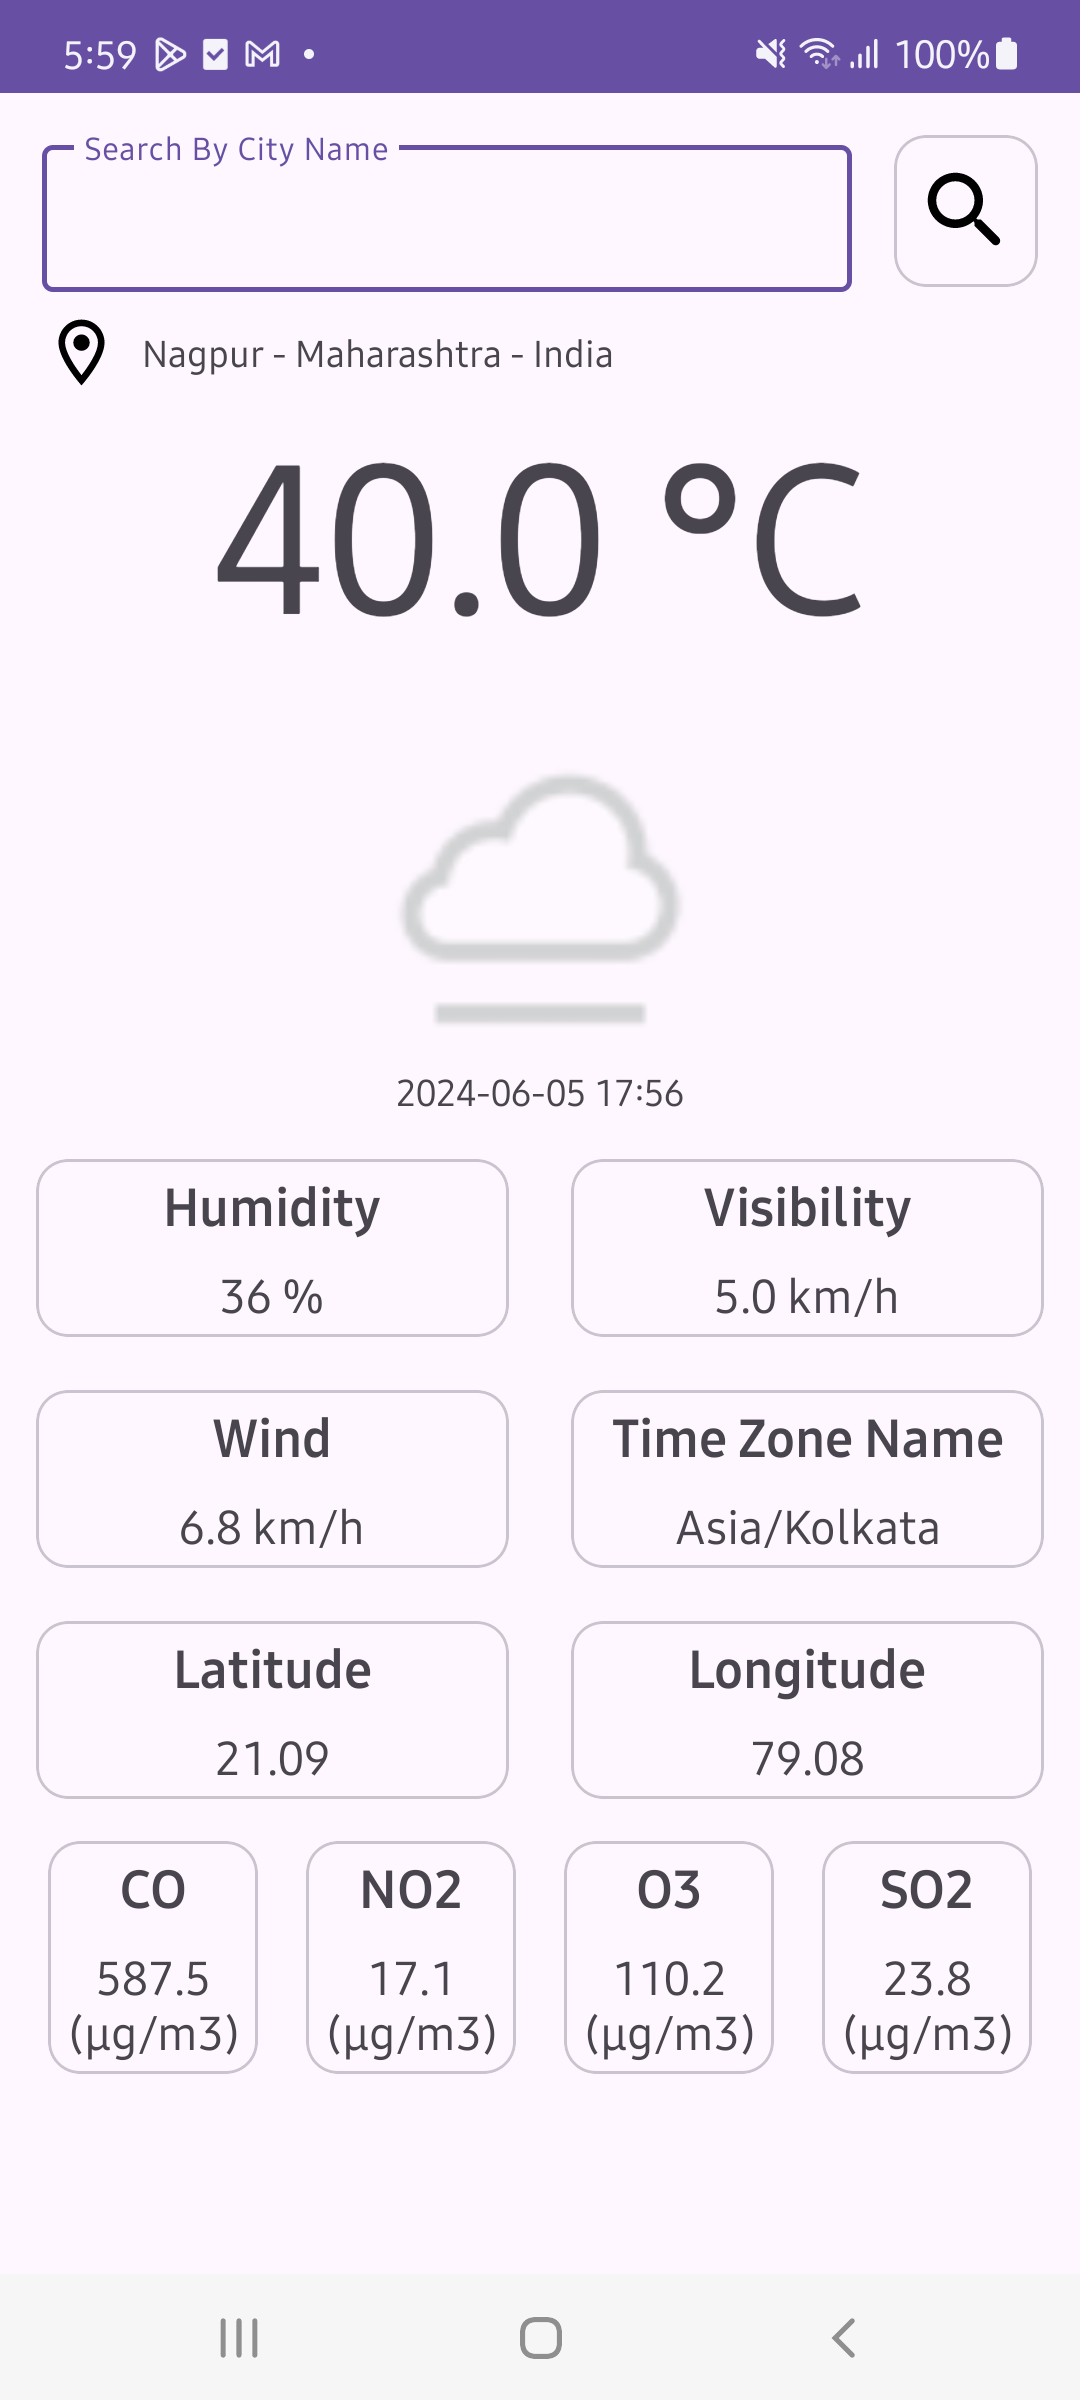 5:59 100%
Search By City Name
Nagpur - Maharashtra - India
40.0 °C
2024-06-05 17:56
Humidity
36 %
Visibility
5.0 km/h
Wind
6.8 km/h
Time Zone Name
Asia/Kolkata
Latitude
21.09
Longitude
79.08
CO
587.5
(μg/m3)
NO2
17.1
(μg/m3)
O3
110.2
(μg/m3)
SO2
23.8
(μg/m3)